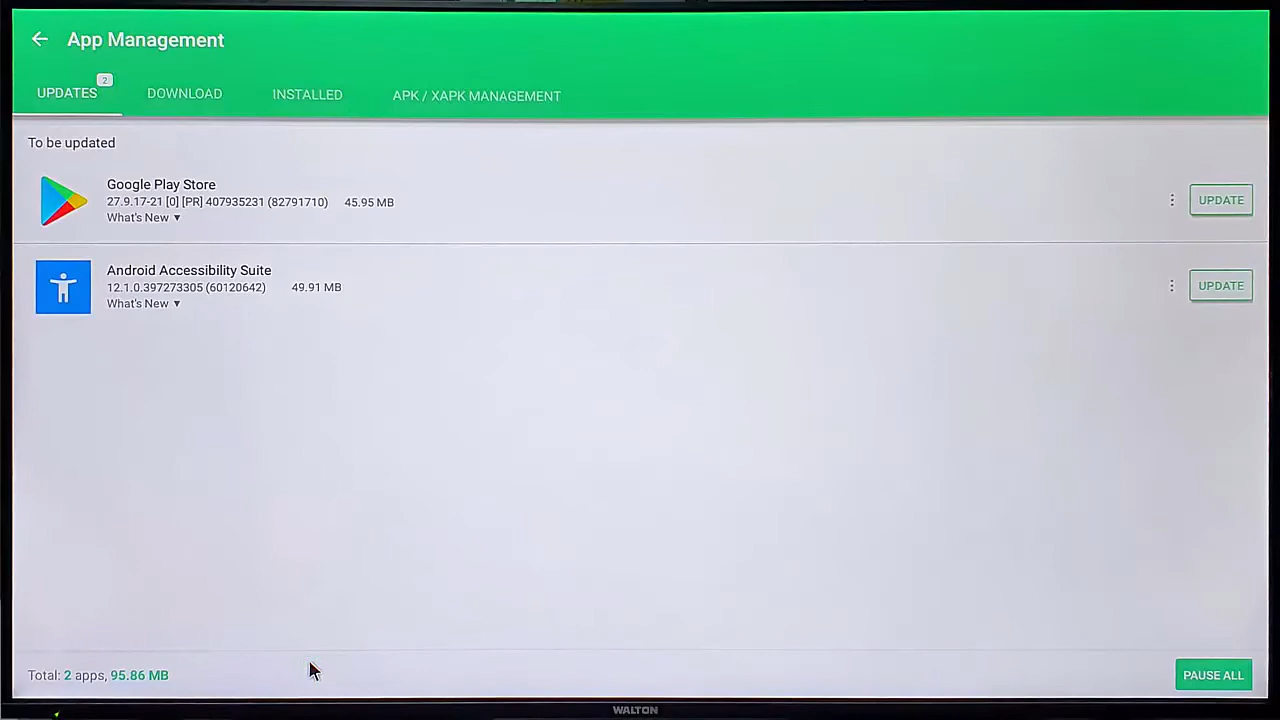 App Management
UPDATES 2 DOWNLOAD INSTALLED APK / XAPK MANAGEMENT
To be updated
Google Play Store
27.9.17-21 [0] [PR] 407935231 (82791710) 45.95 MB
What's New ▼
UPDATE
Android Accessibility Suite
12.1.0.397273305 (60120642) 49.91 MB
What's New ▼
UPDATE
Total: 2 apps, 95.86 MB
PAUSE ALL
WALTON